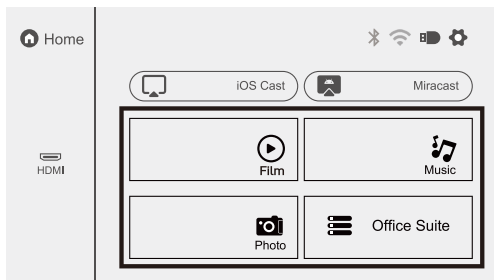 Home
iOS Cast
Miracast
HDMI
Film
Music
Photo
Office Suite